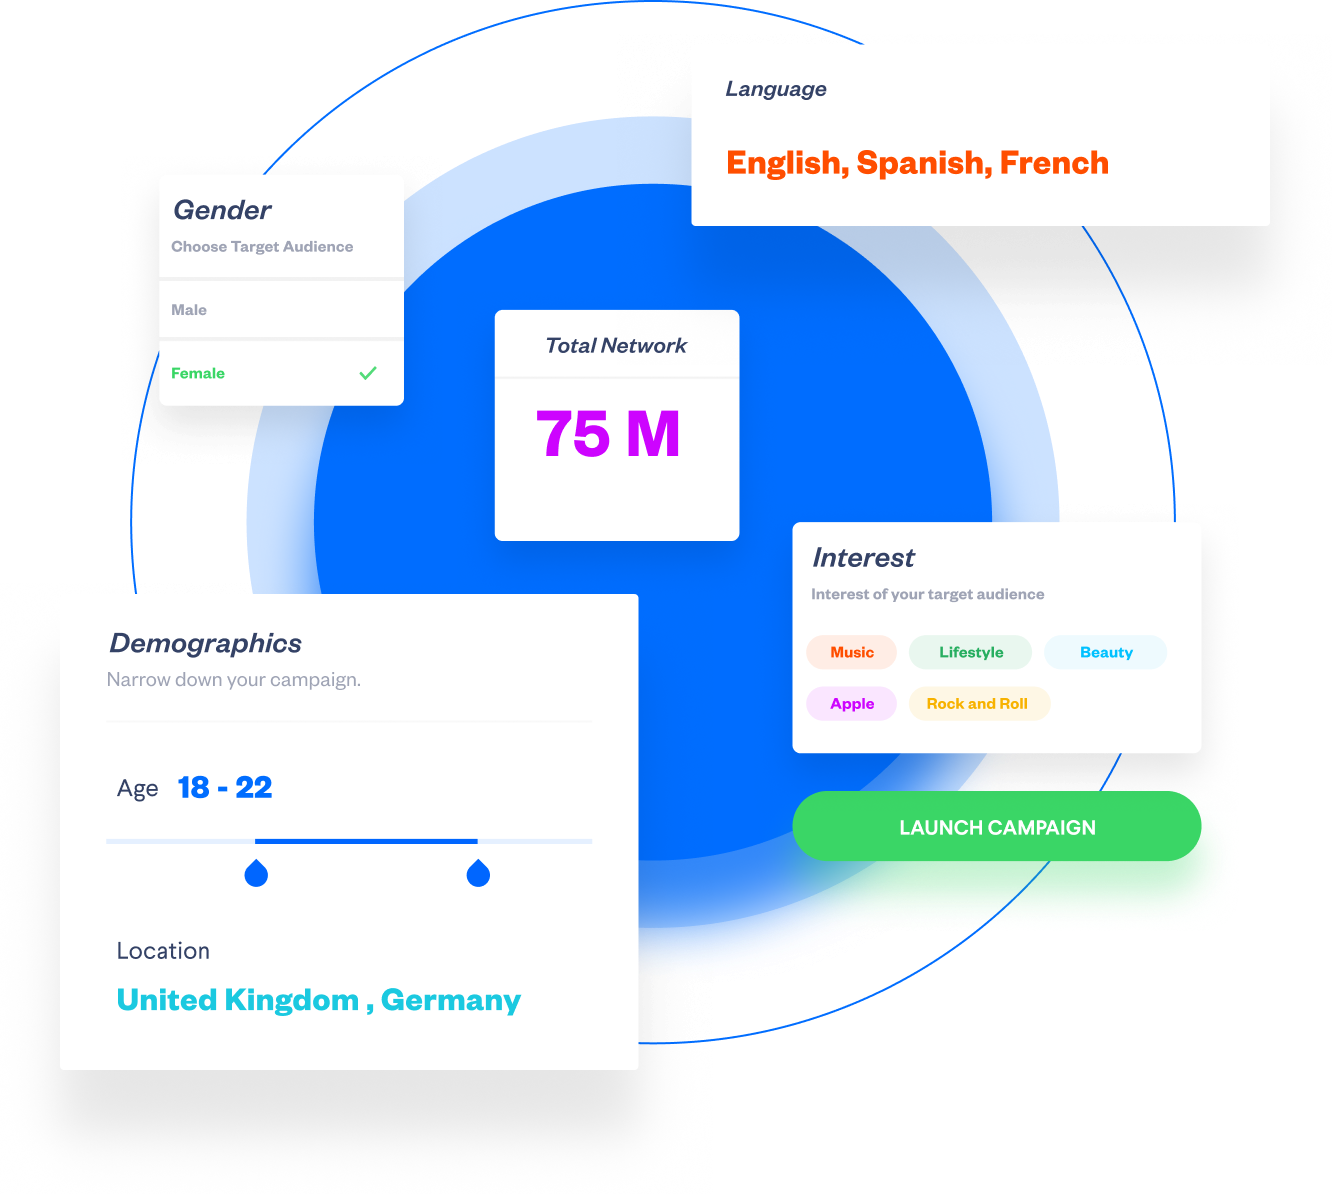 Language
English, Spanish, French
Gender
Choose Target Audience
Male
Female
Total Network
75 M
Interest
Interest of your target audience
Music Lifestyle Beauty
Apple Rock and Roll
LAUNCH CAMPAIGN
Demographics
Narrow down your campaign.
Age 18 - 22
Location
United Kingdom , Germany